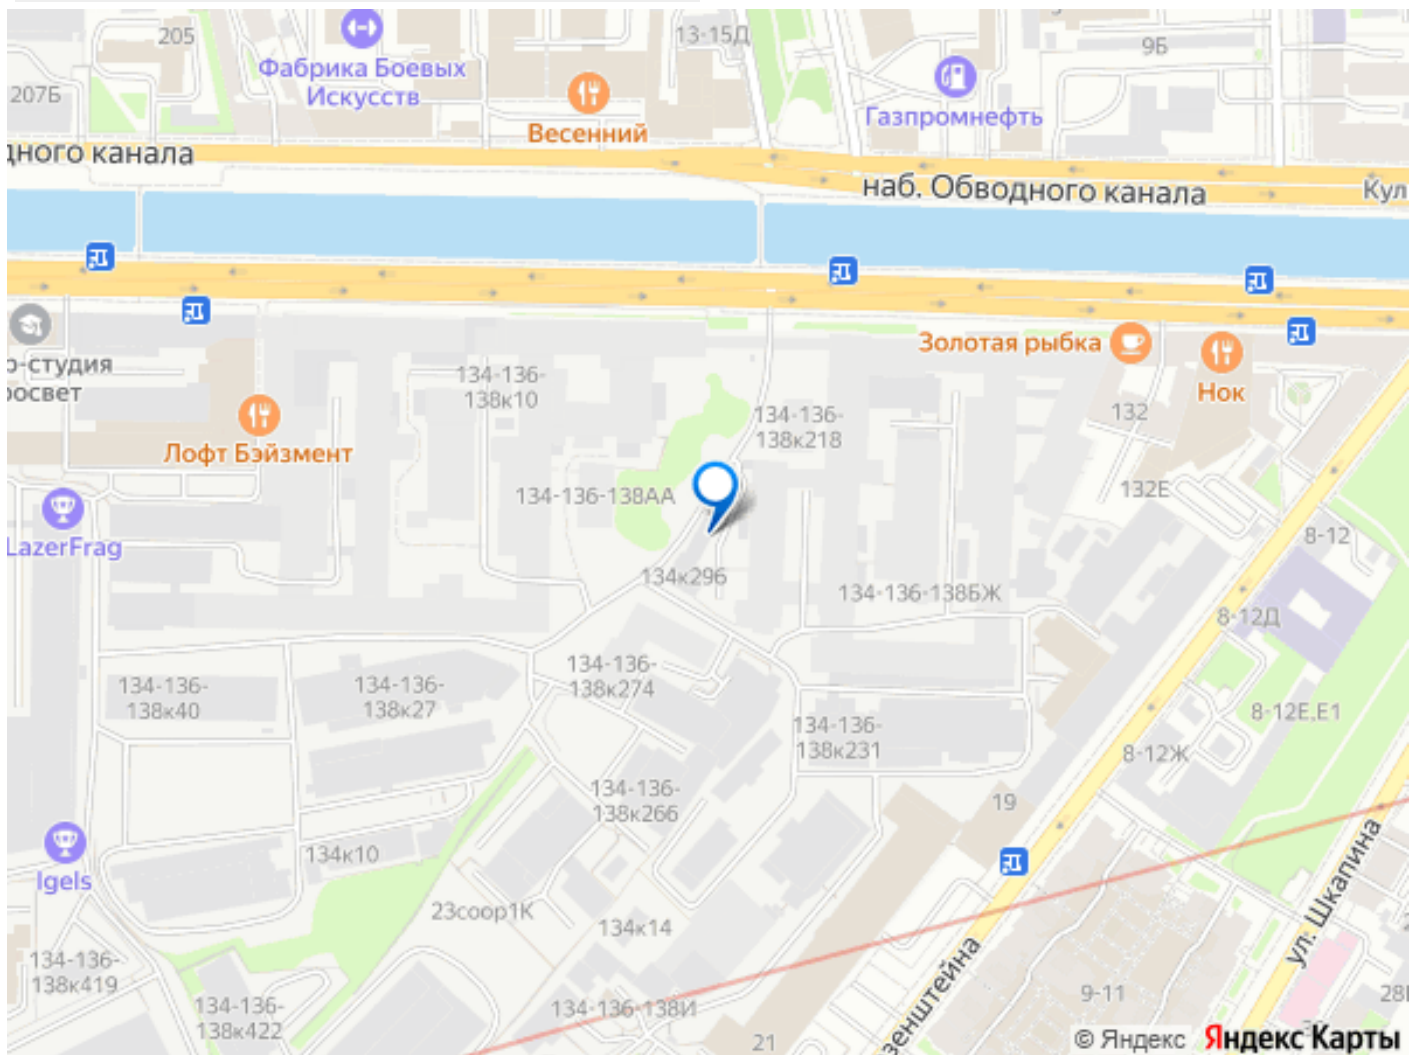 205
13-15Д
9Б
207Б
Фабрика Боевых
Искусств
Весенний
Газпромнефть
дного канала
наб. Обводного канала
Кул
Золотая рыбка
Нок
о-студия
росвет
134-136-
138к10
Лофт Бэйзмент
134-136-
138к218
132
134-136-138АА
132Е
LazerFrag
8-12
134к296
134-136-138БЖ
8-12Д
134-136-
138к40
134-136-
138к27
134-136-
138к274
134-136-
138к231
8-12Е,Е1
8-12Ж
134-136-
138к266
19
134к10
Igels
23соор1К
134к14
ул. Шкапина
зенштейна
134-136-
138к419
134-136-
138к422
134-136-138И
21
9-11
© Яндекс Яндекс Карты